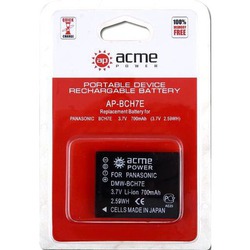 100%
FREE
ap acme
POWER
PORTABLE DEVICE
RECHARGEABLE BATTERY
AP-BCH7E
Replacement Battery for
PANASONIC BCH7E 3.7V 700mAh (3.7V 2.59WH)
ap acme
POWER
FOR PANASONIC
DMW-BCH7E
3.7V Li-ion 700mAh
2.59WH
CELLS MADE IN JAPAN